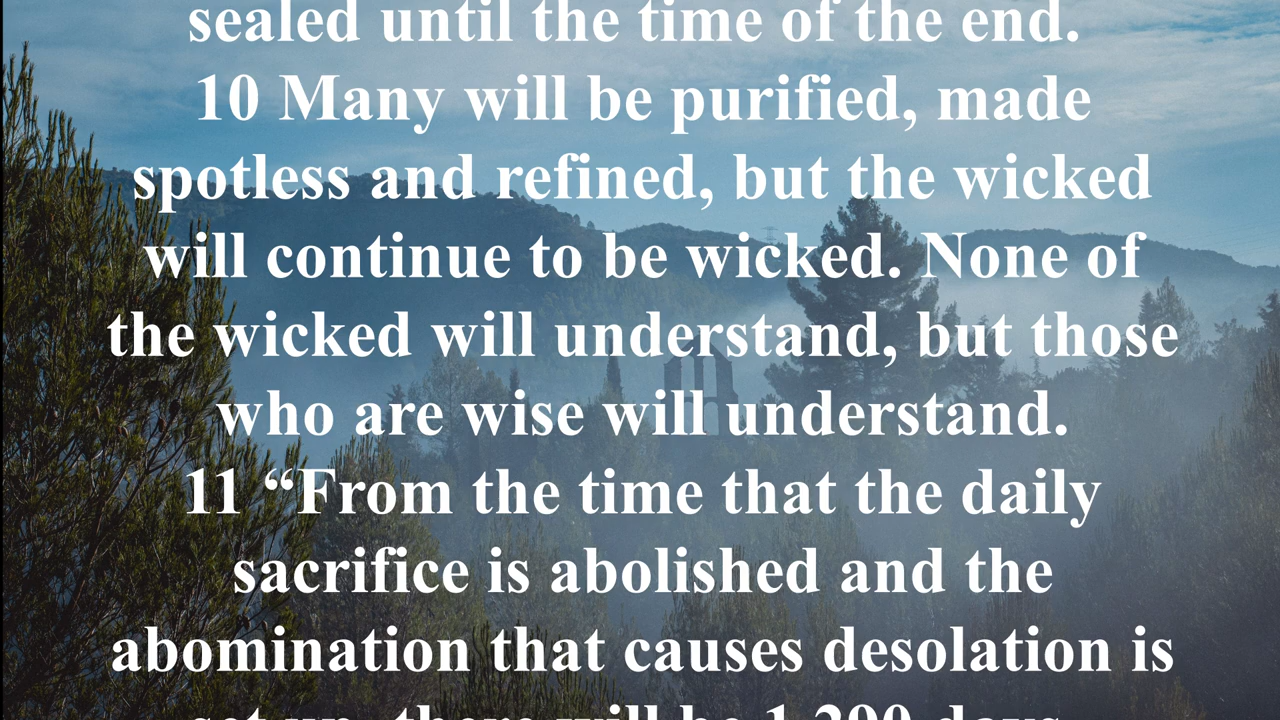 sealed until the time of the end.
10 Many will be purified, made
spotless and refined, but the wicked
will continue to be wicked. None of
the wicked will understand, but those
who are wise will understand.
11 “From the time that the daily
sacrifice is abolished and the
abomination that causes desolation is
set up, there will be 1,290 days.